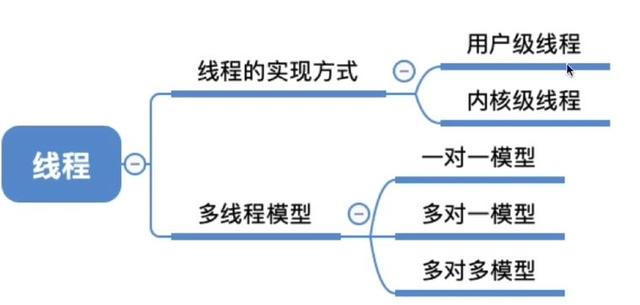 线程
线程的实现方式
用户级线程
内核级线程
多线程模型
一对一模型
多对一模型
多对多模型